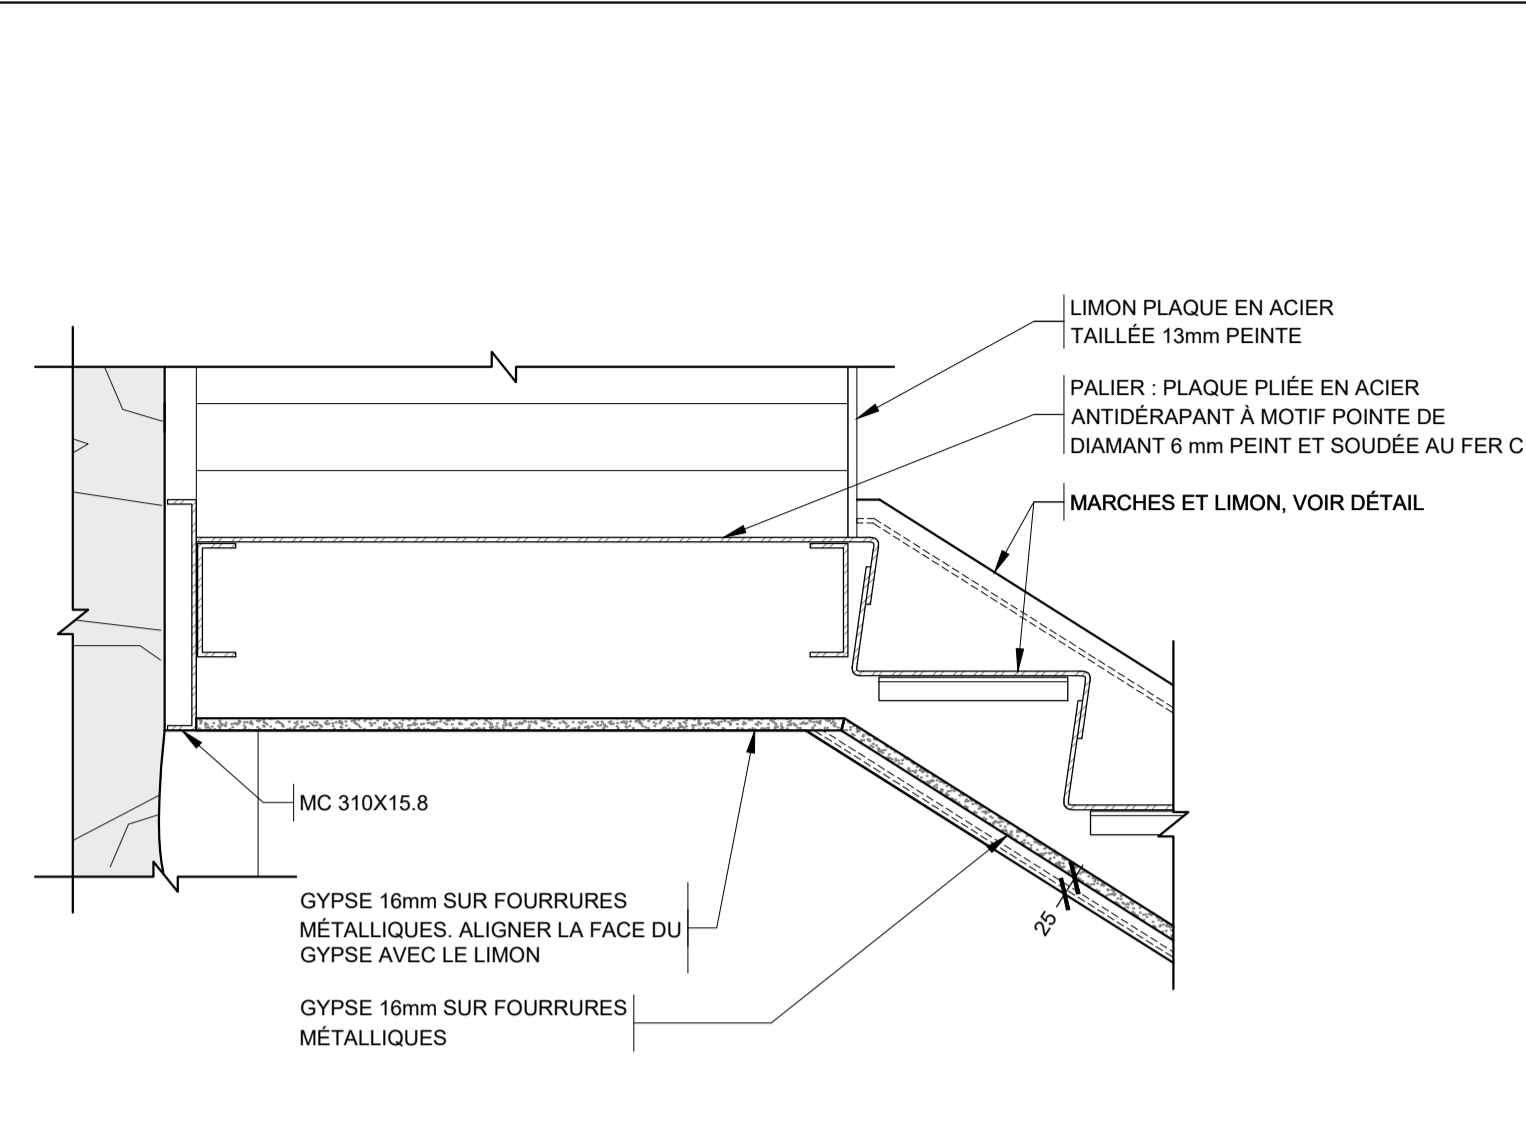 LIMON PLAQUE EN ACIER
TAILLÉE 13mm PEINTE
PALIER : PLAQUE PLIÉE EN ACIER
ANTIDÉRAPANT À MOTIF POINTE DE
DIAMANT 6 mm PEINT ET SOUDÉE AU FER C
MARCHES ET LIMON, VOIR DÉTAIL
MC 310X15.8
GYPSE 16mm SUR FOURRURES
MÉTALLIQUES. ALIGNER LA FACE DU
GYPSE AVEC LE LIMON
25
GYPSE 16mm SUR FOURRURES
MÉTALLIQUES